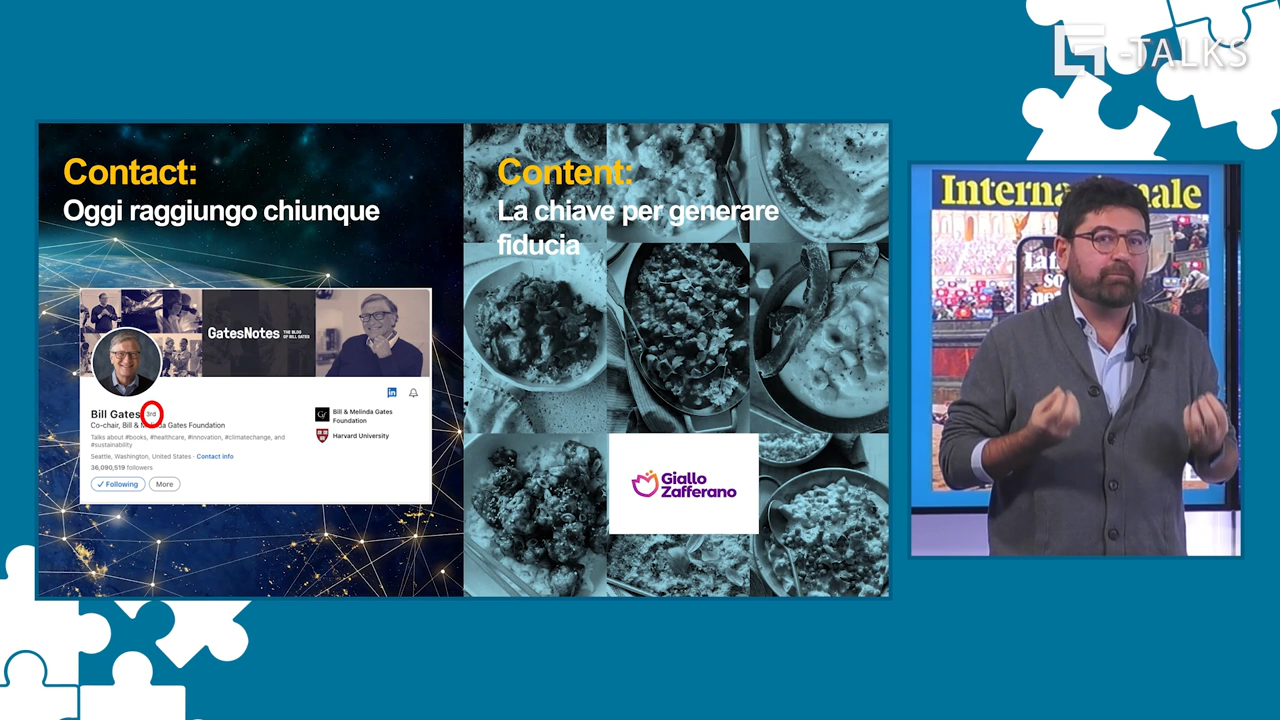 -TALKS
Contact:
Oggi raggiungo chiunque
Content:
La chiave per generare
fiducia
GatesNotes
THE BLOG
OF BILL GATES
in
Bill Gates
3rd
Co-chair, Bill & Melinda Gates Foundation
Talks about #books, #healthcare, #innovation, #climatechange, and
#sustainability
Seattle, Washington, United States · Contact info
36,090,519 followers
✓ Following
More
Bill & Melinda Gates
Foundation
Harvard University
Giallo
Zafferano